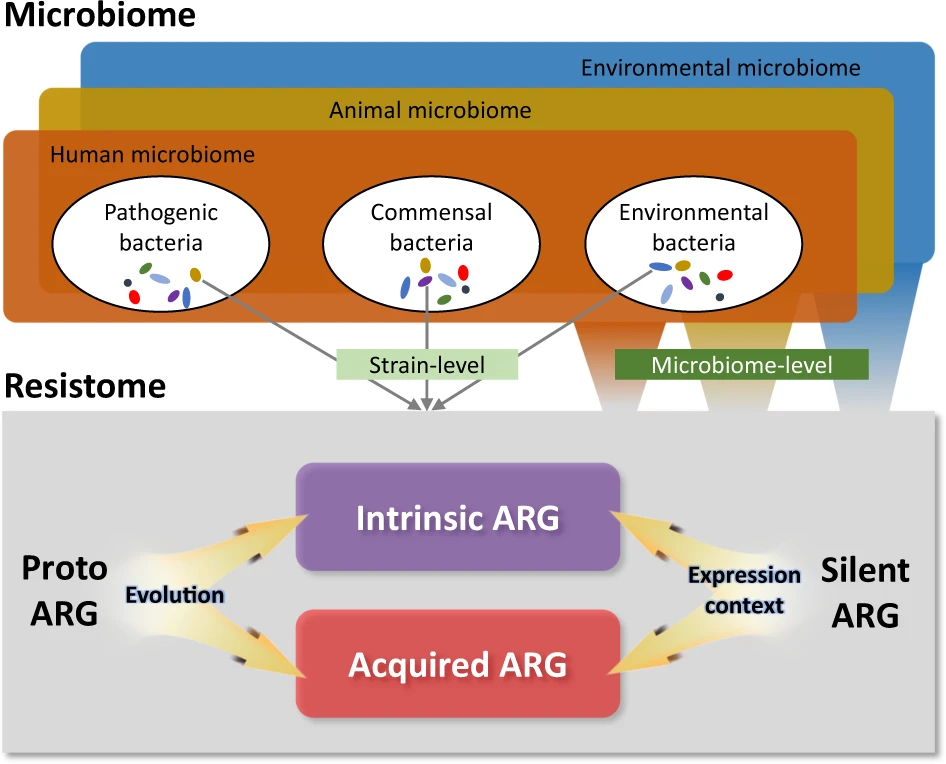 Microbiome
Environmental microbiome
Animal microbiome
Human microbiome
Pathogenic
bacteria
Commensal
bacteria
Environmental
bacteria
Strain-level
Microbiome-level
Resistome
Intrinsic ARG
Proto
ARG
Evolution
Expression
context
Silent
ARG
Acquired ARG